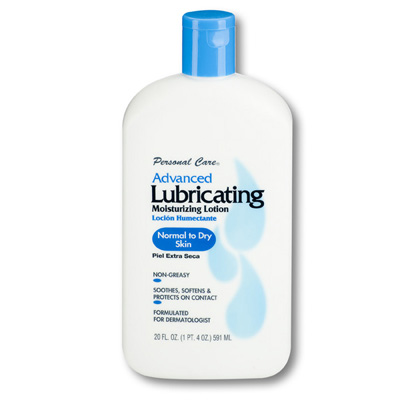 Personal Care®
Advanced
Lubricating
Moisturizing Lotion
Loción Humectante
Normal to Dry
Skin
Piel Extra Seca
NON-GREASY
SOOTHES, SOFTENS &
PROTECTS ON CONTACT
FORMULATED
FOR DERMATOLOGIST
20 FL. OZ. (1 PT. 4 OZ.) 591 ML